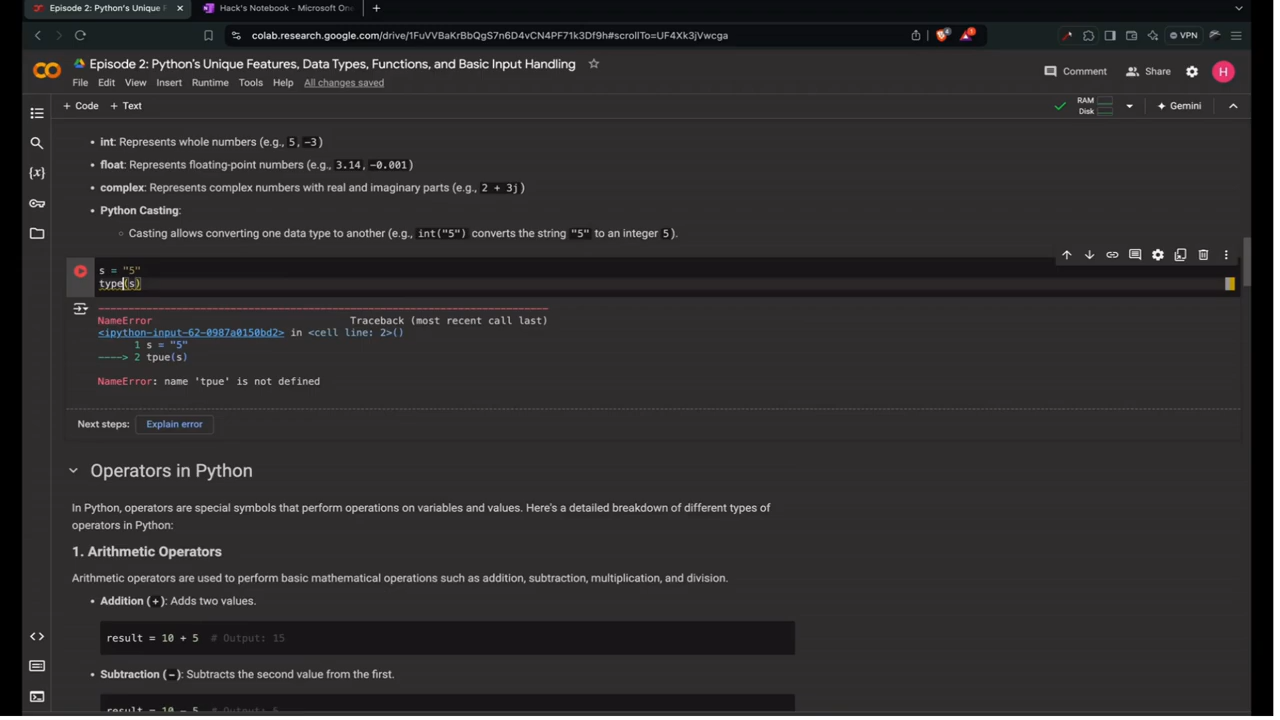 Episode 2: Python's Unique F
Hack's Notebook - Microsoft One
colab.research.google.com/drive/1FuVVBaKrBbQgS7n6D4vCN4PF71k3Df9h#scrollTo=UF4Xk3jVwcga
VPN
Episode 2: Python's Unique Features, Data Types, Functions, and Basic Input Handling
File Edit View Insert Runtime Tools Help All changes saved
Comment Share H
+ Code + Text
RAM
Disk
Gemini
• int: Represents whole numbers (e.g., 5, -3)
• float: Represents floating-point numbers (e.g., 3.14, -0.001)
• complex: Represents complex numbers with real and imaginary parts (e.g., 2 + 3j)
• Python Casting:
◦ Casting allows converting one data type to another (e.g., int("5") converts the string "5" to an integer 5).
s = "5"
type(s)
NameError Traceback (most recent call last)
<ipython-input-62-0987a0150bd2> in <cell line: 2>()
1 s = "5"
----> 2 tpue(s)
NameError: name 'tpue' is not defined
Next steps: Explain error
Operators in Python
In Python, operators are special symbols that perform operations on variables and values. Here's a detailed breakdown of different types of
operators in Python:
1. Arithmetic Operators
Arithmetic operators are used to perform basic mathematical operations such as addition, subtraction, multiplication, and division.
• Addition (+): Adds two values.
result = 10 + 5 # Output: 15
• Subtraction (-): Subtracts the second value from the first.
result = 10 - 5 # Output: 5